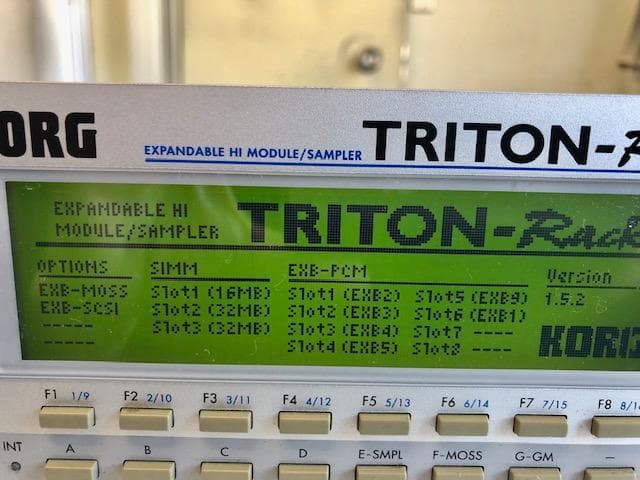 ORG
EXPANDABLE HI MODULE/SAMPLER TRITON-R
EXPANDABLE HI
MODULE/SAMPLER
TRITON-Rack
OPTIONS SIMM EXB-PCM Version
EXB-MOSS Slot1 (16MB) Slot1 (EXB2) Slot5 (EXB9) 1.5.2
EXB-SCSI Slot2 (32MB) Slot2 (EXB3) Slot6 (EXB1)
----- Slot3 (32MB) Slot3 (EXB4) Slot7 ----
----- Slot4 (EXB5) Slot8 ----
KORG
F1 1/9 F2 2/10 F3 3/11 F4 4/12 F5 5/13 F6 6/14 F7 7/15 F8 8/1
INT A B C D E-SMPL F-MOSS G-GM –